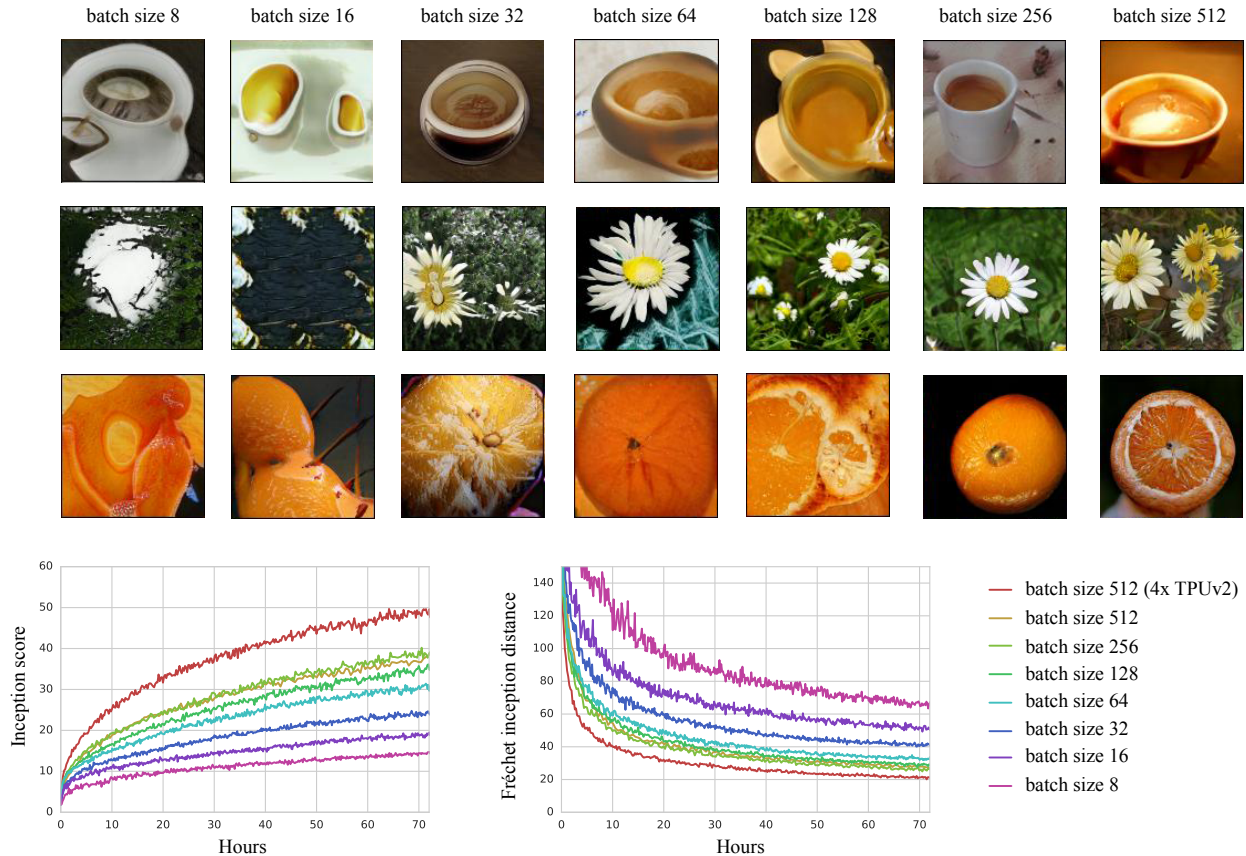 batch size 8 batch size 16 batch size 32 batch size 64 batch size 128 batch size 256 batch size 512
60
50
40
30
20
10
0
Inception score
0 10 20 30 40 50 60 70
Hours
140
120
100
80
60
40
20
0
Fréchet inception distance
0 10 20 30 40 50 60 70
Hours
batch size 512 (4x TPUv2)
batch size 512
batch size 256
batch size 128
batch size 64
batch size 32
batch size 16
batch size 8